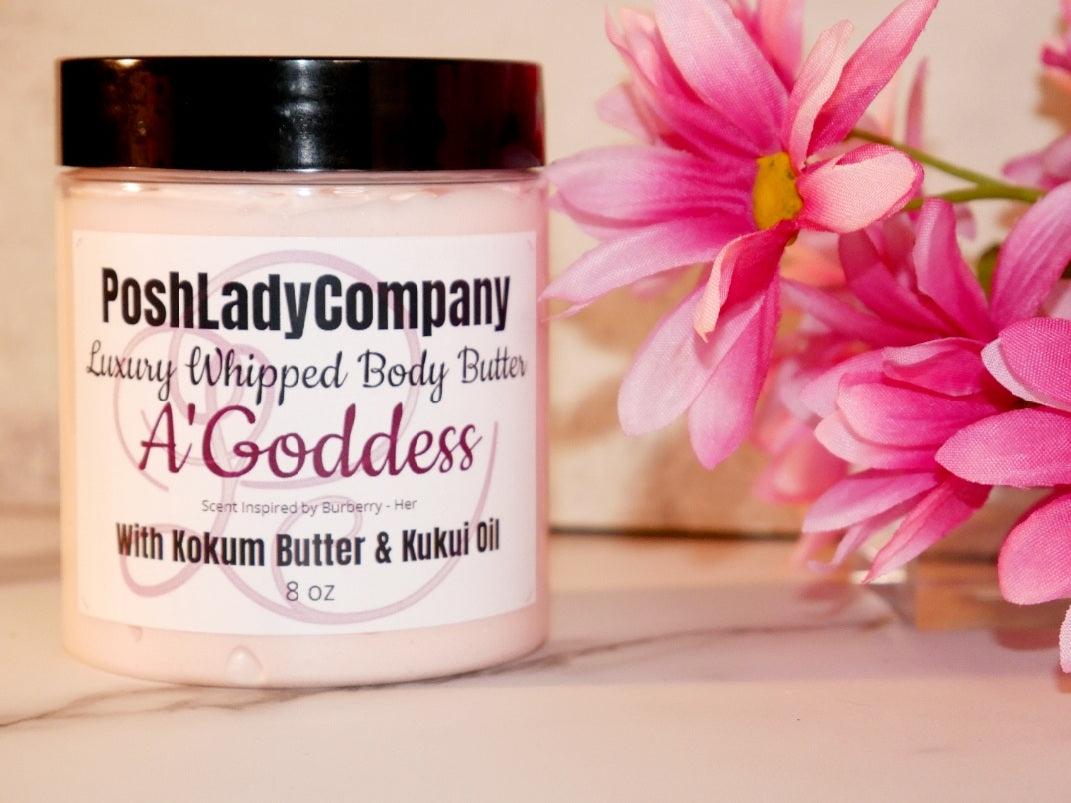 PoshLadyCompany
Luxury Whipped Body Butter
A'Goddess
Scent Inspired by Burberry - Her
With Kokum Butter & Kukui Oil
8 oz